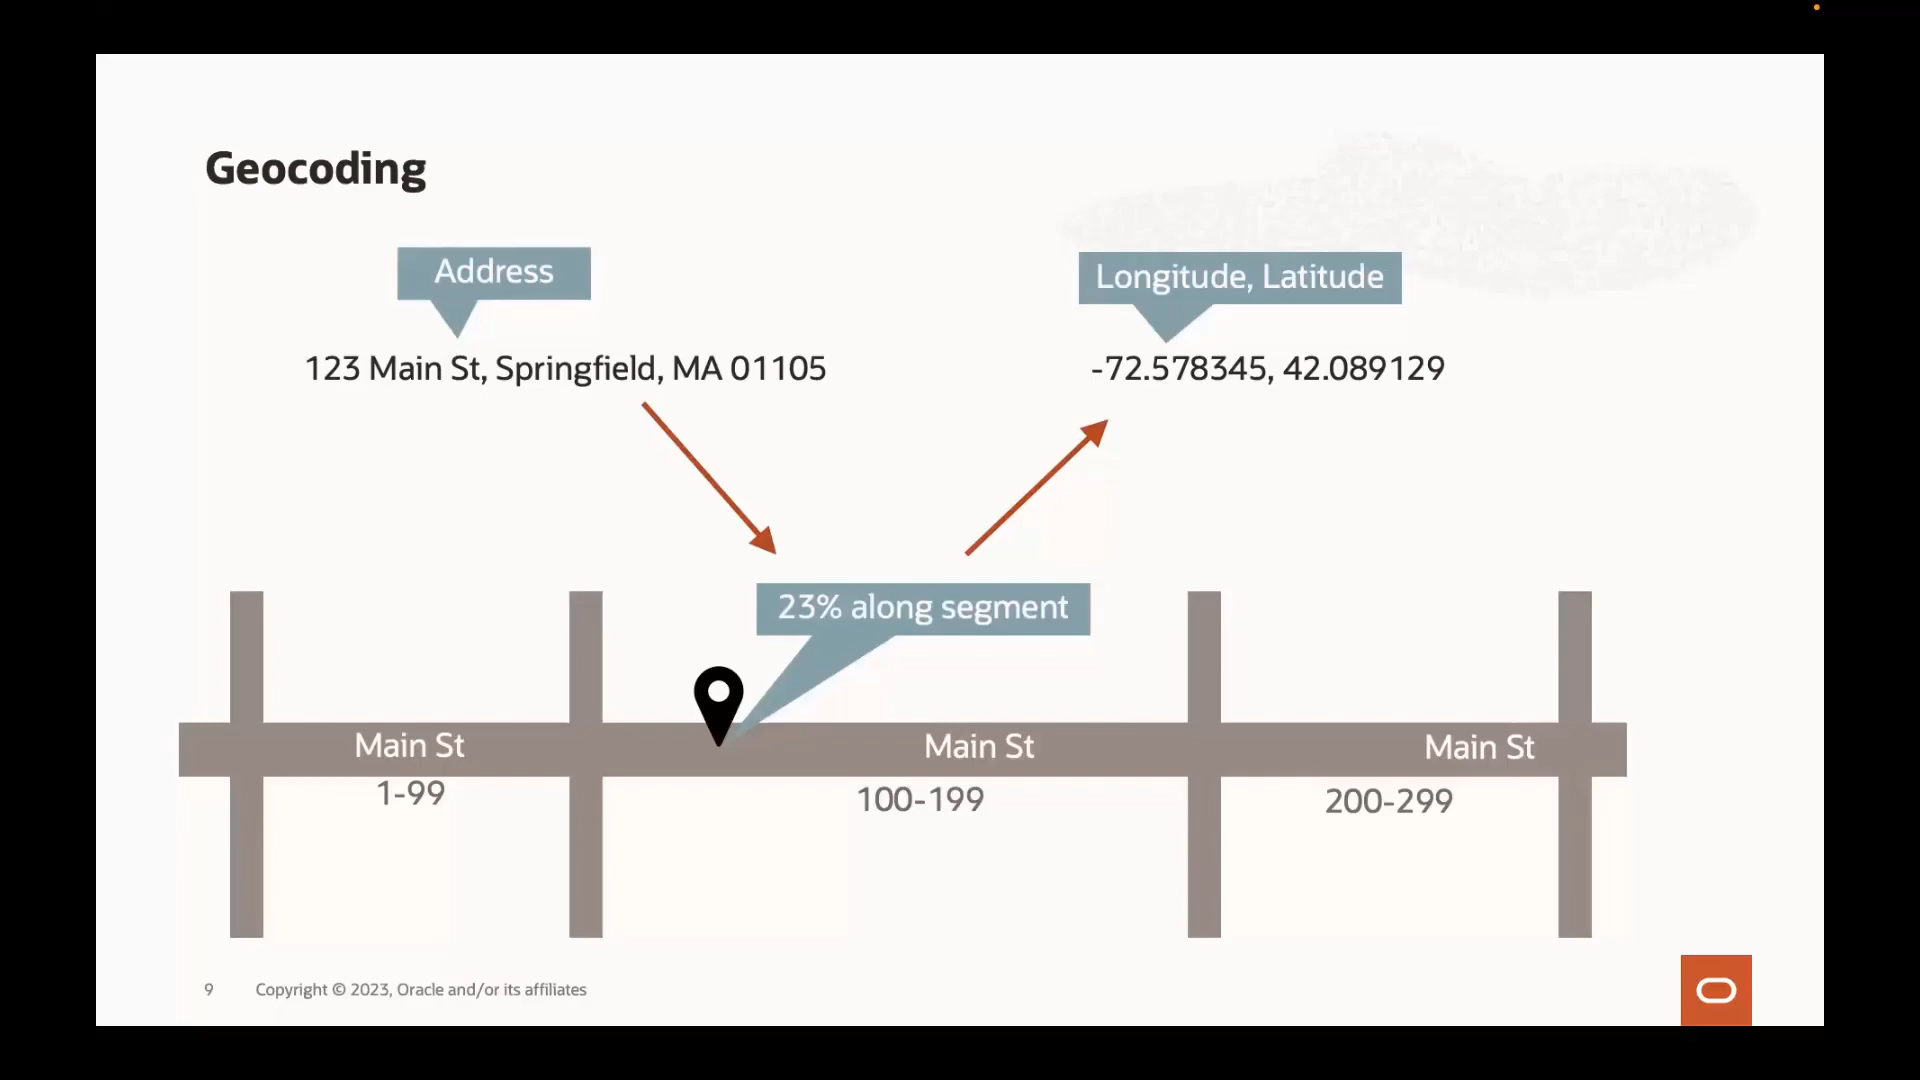 Geocoding
Address
Longitude, Latitude
123 Main St, Springfield, MA 01105
-72.578345, 42.089129
23% along segment
Main St
Main St
Main St
1-99
100-199
200-299
9
Copyright © 2023, Oracle and/or its affiliates